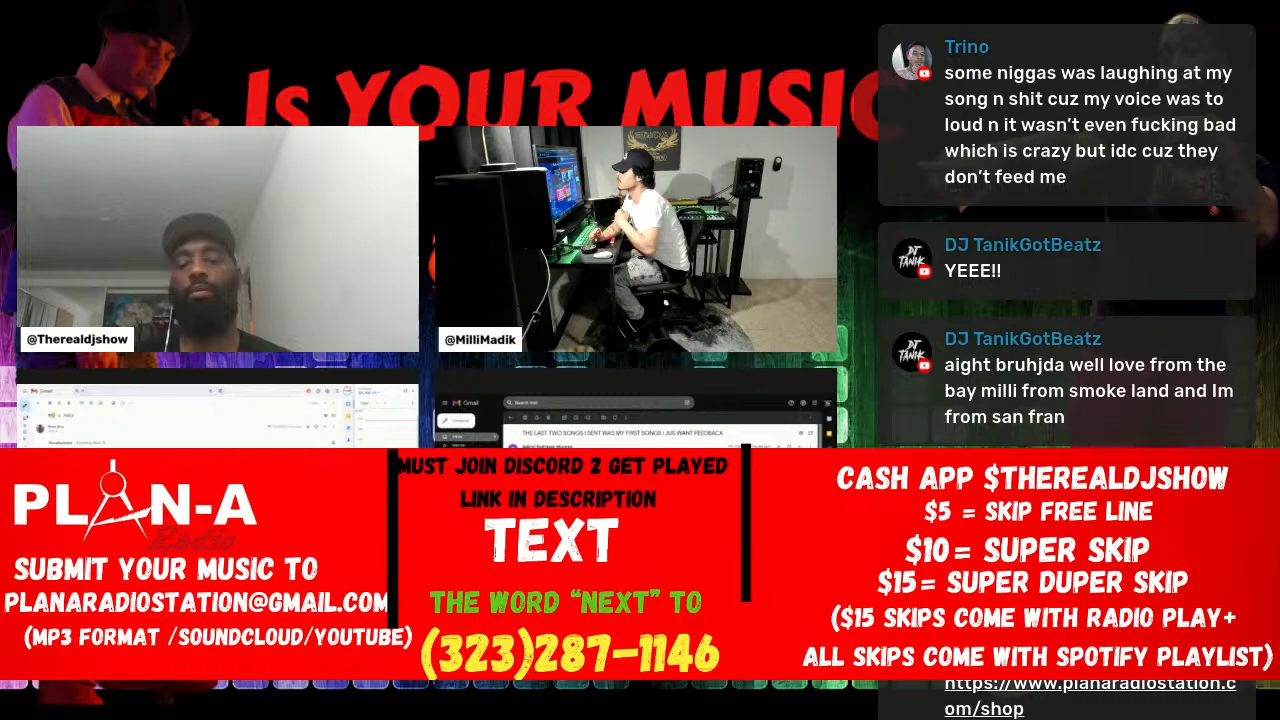 Is YOUR MUSIC
Trino
some niggas was laughing at my
song n shit cuz my voice was to
loud n it wasn’t even fucking bad
which is crazy but idc cuz they
don’t feed me
DJ TanikGotBeatz
YEEE!!
DJ TanikGotBeatz
aight bruhjda well love from the
bay milli from smoke land and Im
from san fran
https://www.planaradiostation.c
om/shop
@Therealdjshow
@MilliMadik
Gmail
Gmail
Search mail
THE LAST TWO SONGS I SENT WAS MY FIRST SONGS I JUS WANT FEEDBACK
PLAN-A
Radio
SUBMIT YOUR MUSIC TO
PLANARADIOSTATION@GMAIL.COM
(MP3 FORMAT /SOUNDCLOUD/YOUTUBE)
MUST JOIN DISCORD 2 GET PLAYED
LINK IN DESCRIPTION
TEXT
THE WORD “NEXT” TO
(323)287-1146
CASH APP $THEREALDJSHOW
$5 = SKIP FREE LINE
$10= SUPER SKIP
$15= SUPER DUPER SKIP
($15 SKIPS COME WITH RADIO PLAY+
ALL SKIPS COME WITH SPOTIFY PLAYLIST)